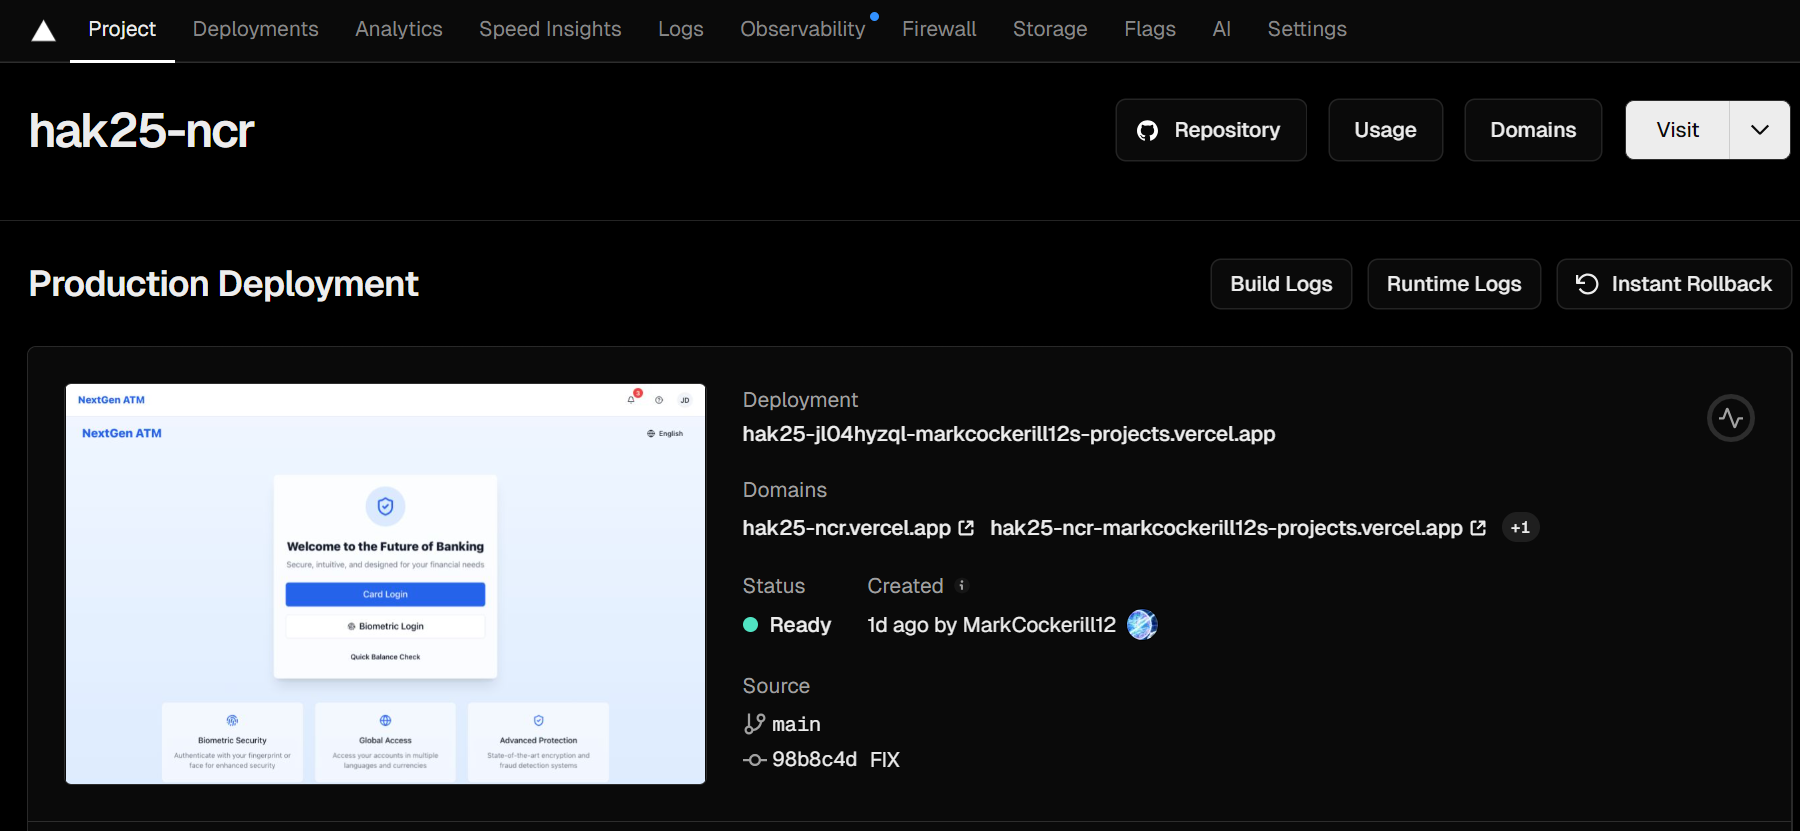 Project Deployments Analytics Speed Insights Logs Observability Firewall Storage Flags AI Settings
hak25-ncr
Repository
Usage
Domains
Visit
Production Deployment
Build Logs
Runtime Logs
Instant Rollback
NextGen ATM
3
JD
NextGen ATM
English
Welcome to the Future of Banking
Secure, intuitive, and designed for your financial needs
Card Login
Biometric Login
Quick Balance Check
Biometric Security
Authenticate with your fingerprint or
face for enhanced security
Global Access
Access your accounts in multiple
languages and currencies
Advanced Protection
State-of-the-art encryption and
fraud detection systems
Deployment
hak25-jl04hyzql-markcockerill12s-projects.vercel.app
Domains
hak25-ncr.vercel.app hak25-ncr-markcockerill12s-projects.vercel.app +1
Status Created
Ready 1d ago by MarkCockerill12
Source
main
98b8c4d FIX